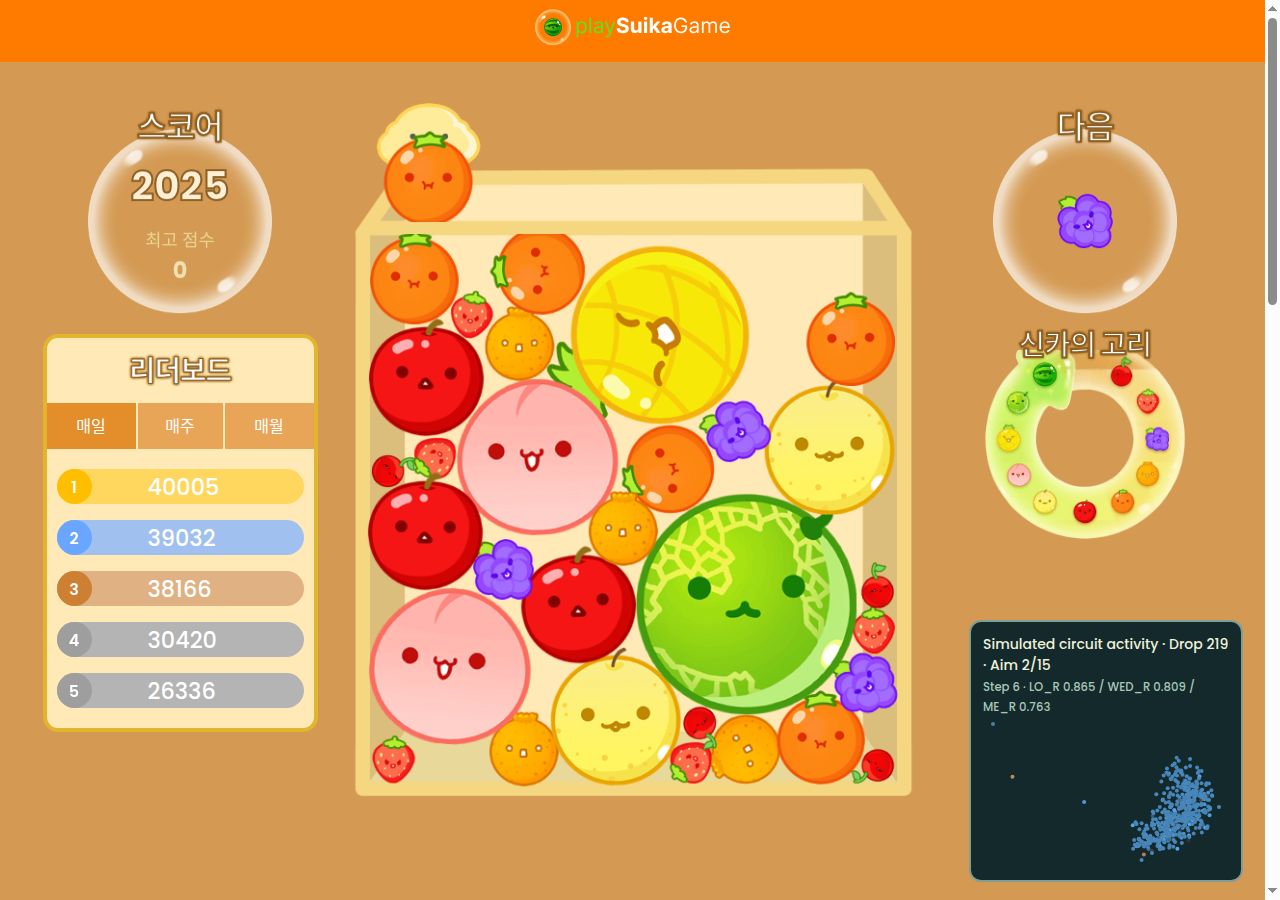 playSuikaGame
스코어
2025
최고 점수
0
리더보드
매일 매주 매월
1 40005
2 39032
3 38166
4 30420
5 26336
다음
신카의 고리
Simulated circuit activity · Drop 219
· Aim 2/15
Step 6 · LO_R 0.865 / WED_R 0.809 /
ME_R 0.763